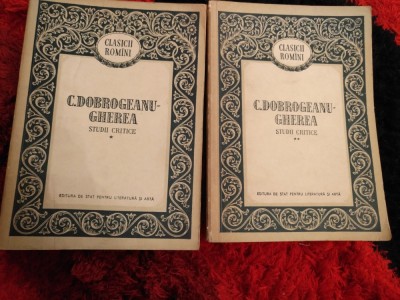 CLASICII
ROMÎNI
C. DOBROGEANU-
GHEREA
STUDII CRITICE
*
EDITURA DE STAT PENTRU LITERATURĂ ȘI ARTĂ
CLASICII
ROMÎNI
C. DOBROGEANU-
GHEREA
STUDII CRITICE
**
EDITURA DE STAT PENTRU LITERATURĂ ȘI ARTĂ